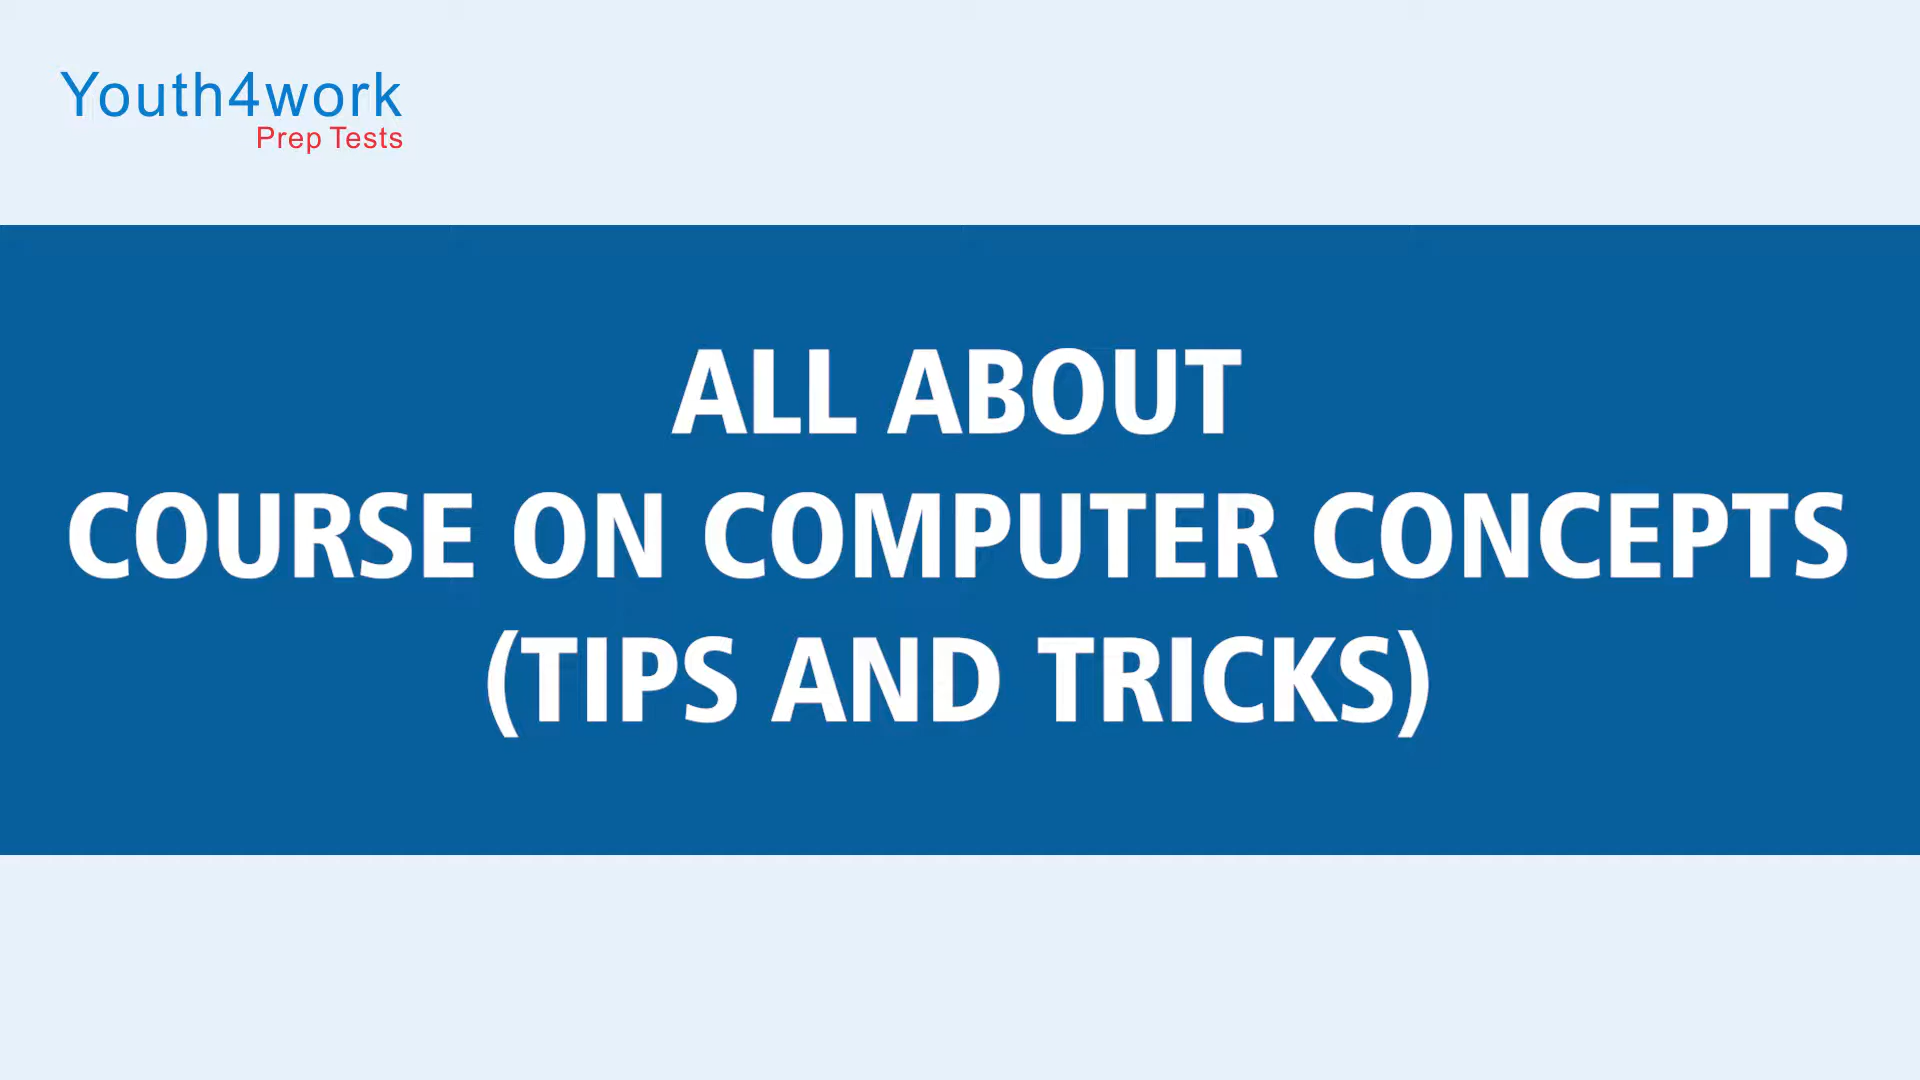 Youth4work
Prep Tests
ALL ABOUT
COURSE ON COMPUTER CONCEPTS
(TIPS AND TRICKS)